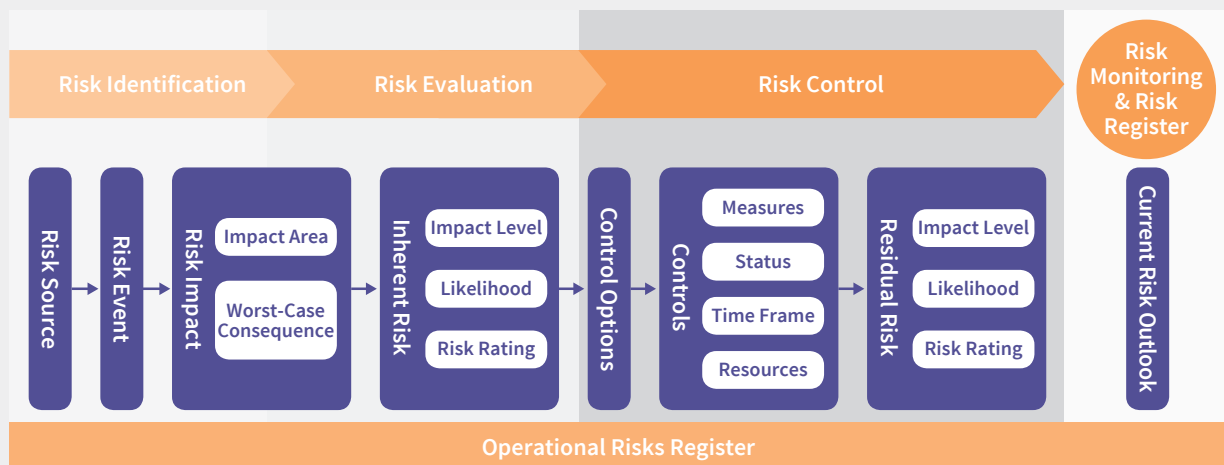 Risk Identification
Risk Evaluation
Risk Control
Risk
Monitoring
& Risk
Register
Risk Source
Risk Event
Risk Impact
Impact Area
Worst-Case
Consequence
Inherent Risk
Impact Level
Likelihood
Risk Rating
Control Options
Controls
Measures
Status
Time Frame
Resources
Residual Risk
Impact Level
Likelihood
Risk Rating
Current Risk Outlook
Operational Risks Register